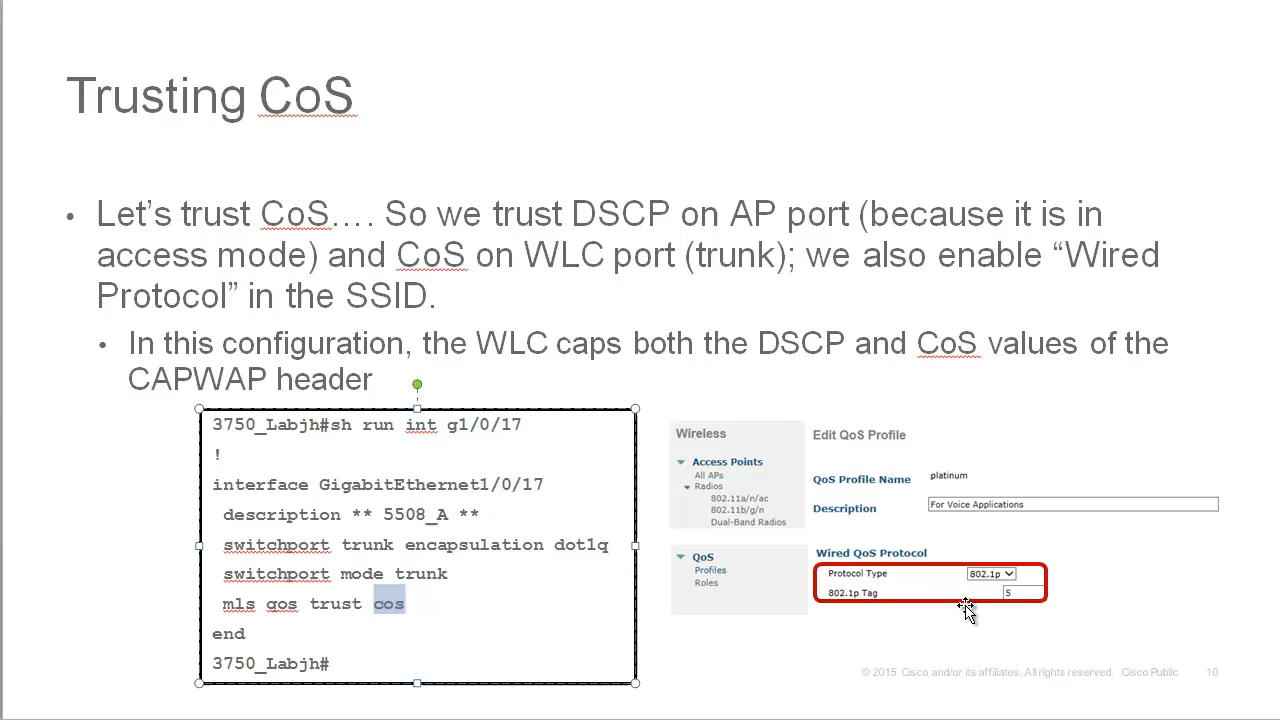 Trusting CoS
• Let’s trust CoS…. So we trust DSCP on AP port (because it is in
access mode) and CoS on WLC port (trunk); we also enable “Wired
Protocol” in the SSID.
• In this configuration, the WLC caps both the DSCP and CoS values of the
CAPWAP header
3750_Labjh#sh run int g1/0/17
!
interface GigabitEthernet1/0/17
description ** 5508_A **
switchport trunk encapsulation dot1q
switchport mode trunk
mls qos trust cos
end
3750_Labjh#
Wireless
Access Points
All APs
Radios
802.11a/n/ac
802.11b/g/n
Dual-Band Radios
QoS
Profiles
Roles
Edit QoS Profile
QoS Profile Name platinum
Description For Voice Applications
Wired QoS Protocol
Protocol Type 802.1p
802.1p Tag 5
© 2015 Cisco and/or its affiliates. All rights reserved. Cisco Public 10